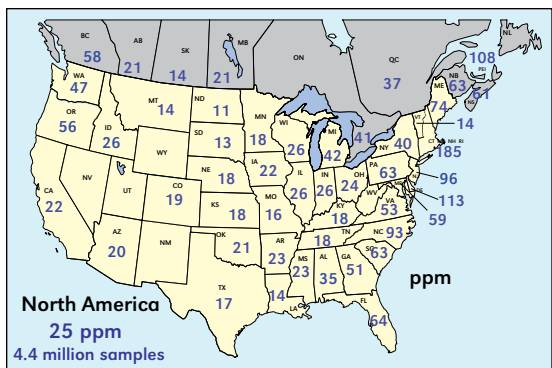 NL
BC
AB
SK
MB
ON
QC
108
PEI
58
21
14
21
37
NB
63
61
NS
WA
47
ME
74
MT
14
ND
11
MN
18
VT
14
OR
56
ID
26
SD
13
WI
26
MI
42
41
NY
40
CT
NH RI
185
WY
NE
18
IA
22
PA
63
NJ
96
NV
UT
CO
19
IL
26
IN
26
OH
24
WV
VA
53
DE
113
59
CA
22
KS
18
MO
16
KY
18
AZ
20
NM
OK
21
AR
23
TN
18
NC
93
SC
63
MS
23
AL
35
GA
51
ppm
TX
17
14
LA
FL
64
North America
25 ppm
4.4 million samples